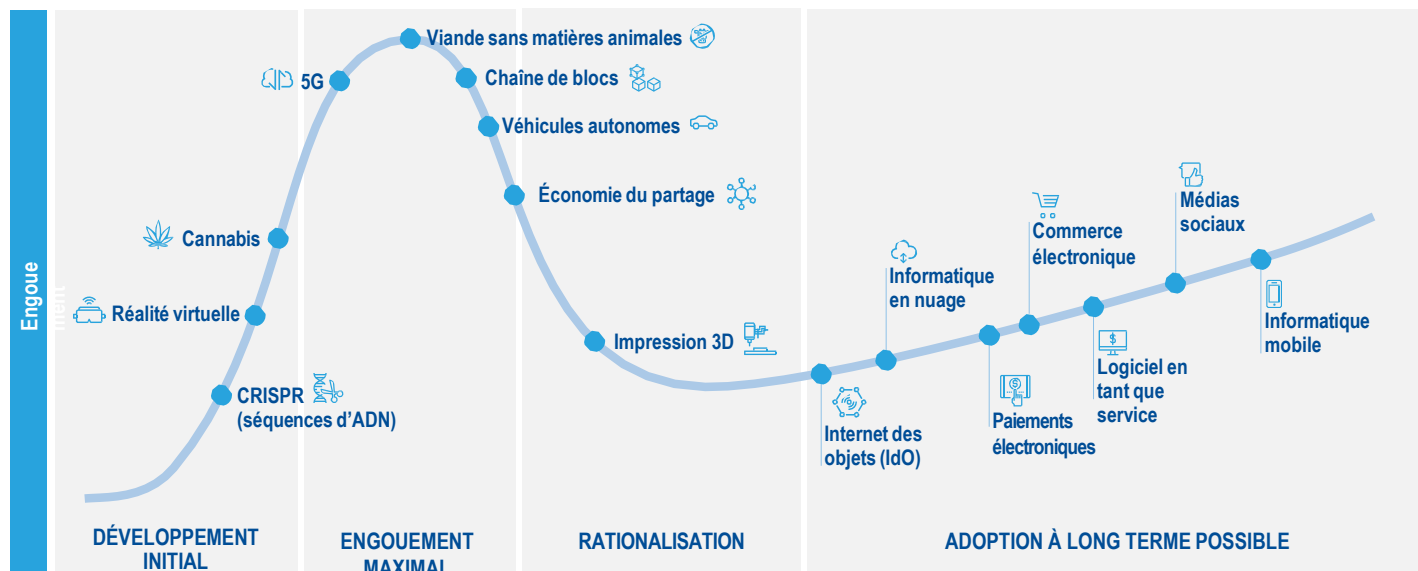 Viande sans matières animales
5G
Chaîne de blocs
Véhicules autonomes
Économie du partage
Cannabis
Réalité virtuelle
CRISPR
(séquences d'ADN)
Impression 3D
Internet des
objets (IdO)
Informatique
en nuage
Paiements
électroniques
Commerce
électronique
Logiciel en
tant que
service
Médias
sociaux
Informatique
mobile
Engoue
ment
DÉVELOPPEMENT
INITIAL
ENGOUEMENT
MAXIMAL
RATIONALISATION
ADOPTION À LONG TERME POSSIBLE